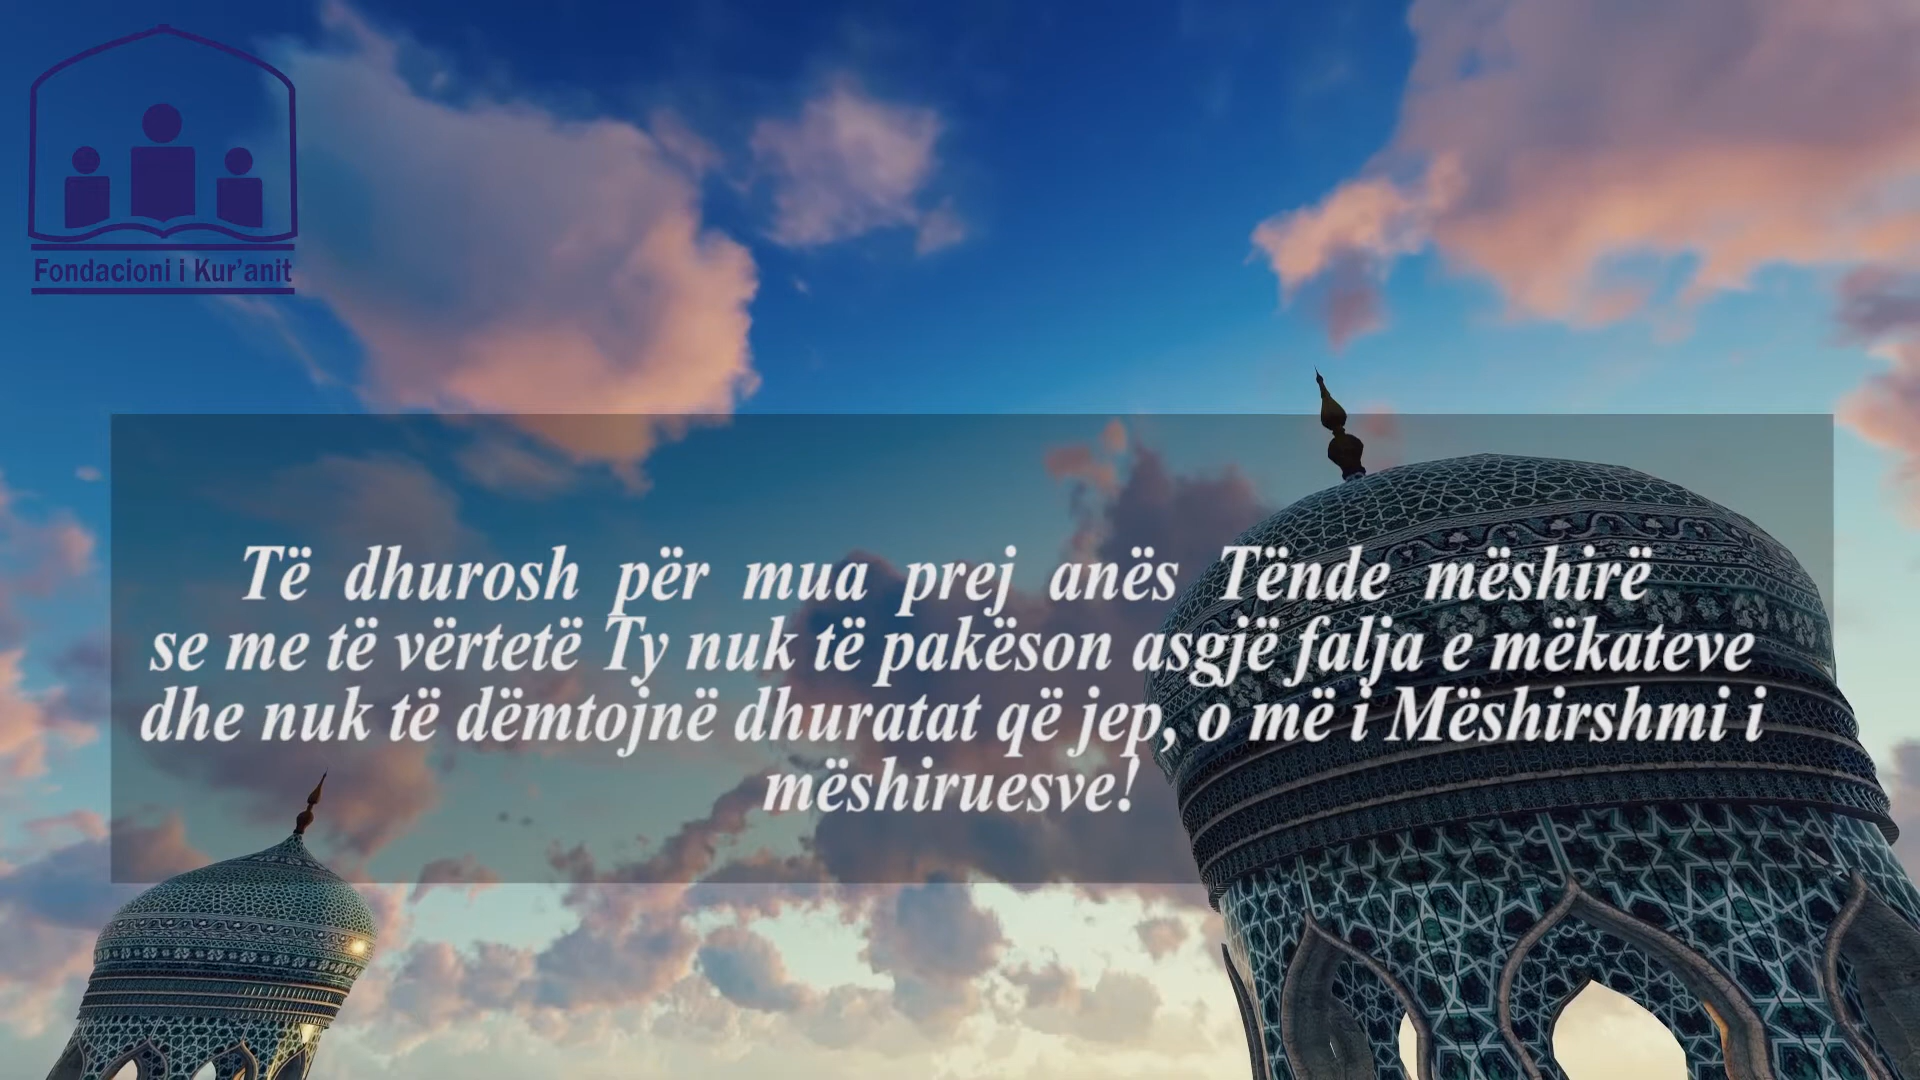 Fondacioni i Kur'anit
Të dhurosh për mua prej anës Tënde mëshirë
se me të vërtetë Ty nuk të pakëson asgjë falja e mëkateve
dhe nuk të dëmtojnë dhuratat që jep, o më i Mëshirshmi i
mëshiruesve!